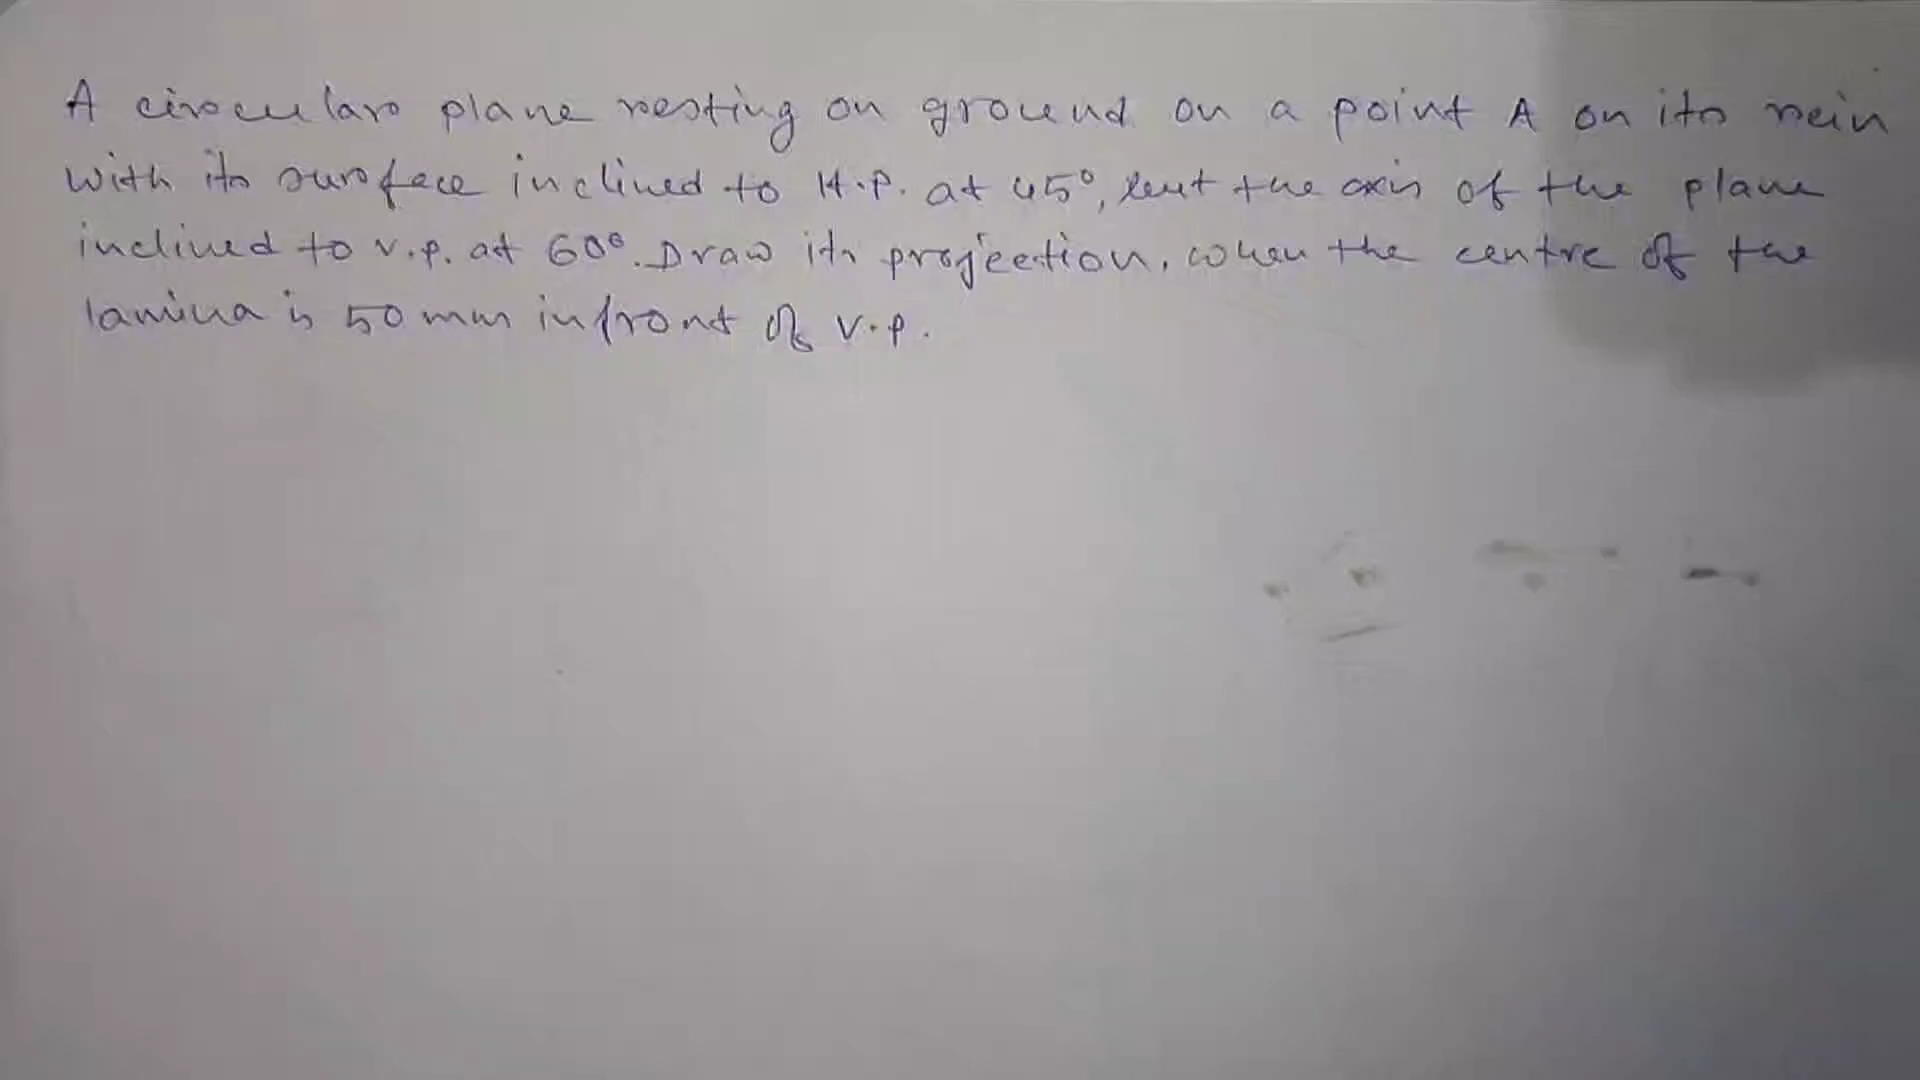 A circular plane resting on ground on a point A on its rein
with its surface inclined to H.P. at 45°, but the axis of the plane
inclined to V.P. at 60°. Draw its projection, when the centre of the
lamina is 50 mm infront of V.P.